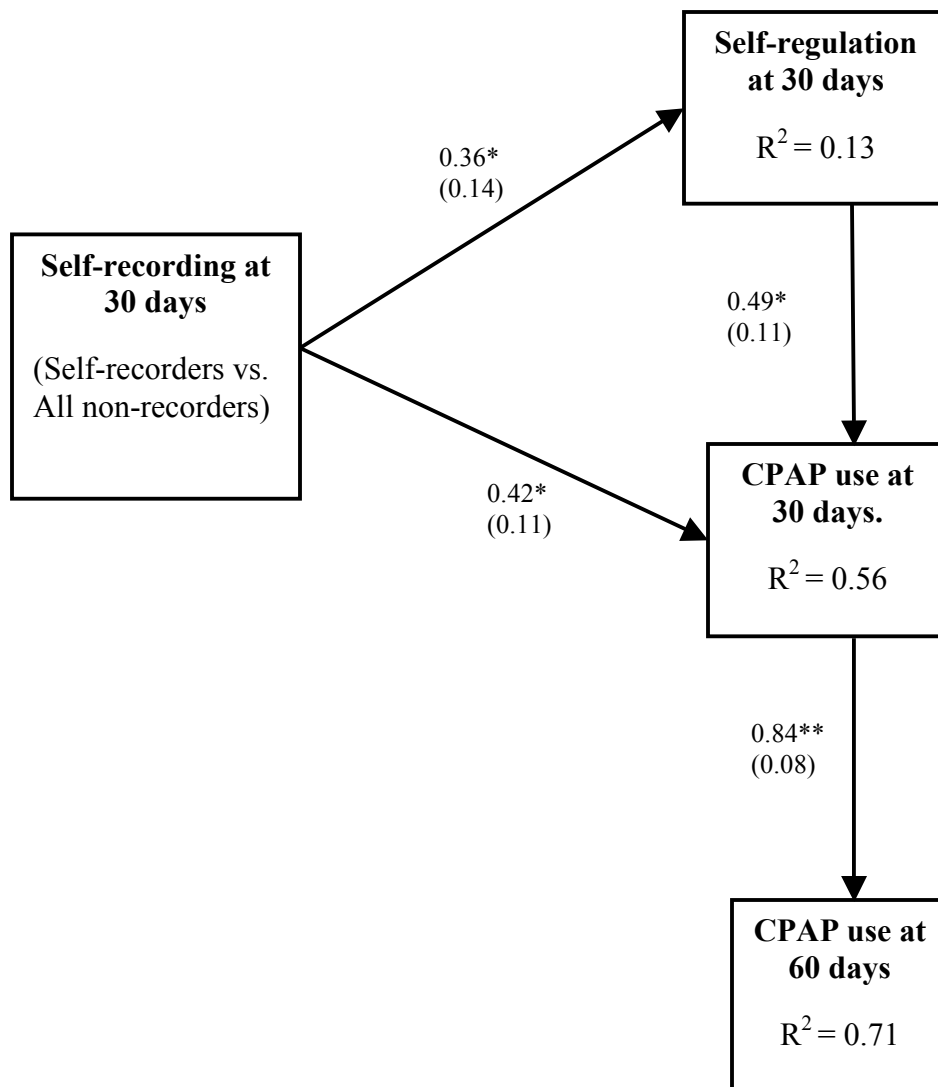 Self-regulation
at 30 days
R² = 0.13
0.36*
(0.14)
Self-recording at
30 days
(Self-recorders vs.
All non-recorders)
0.49*
(0.11)
0.42*
(0.11)
CPAP use at
30 days.
R² = 0.56
0.84**
(0.08)
CPAP use at
60 days
R² = 0.71